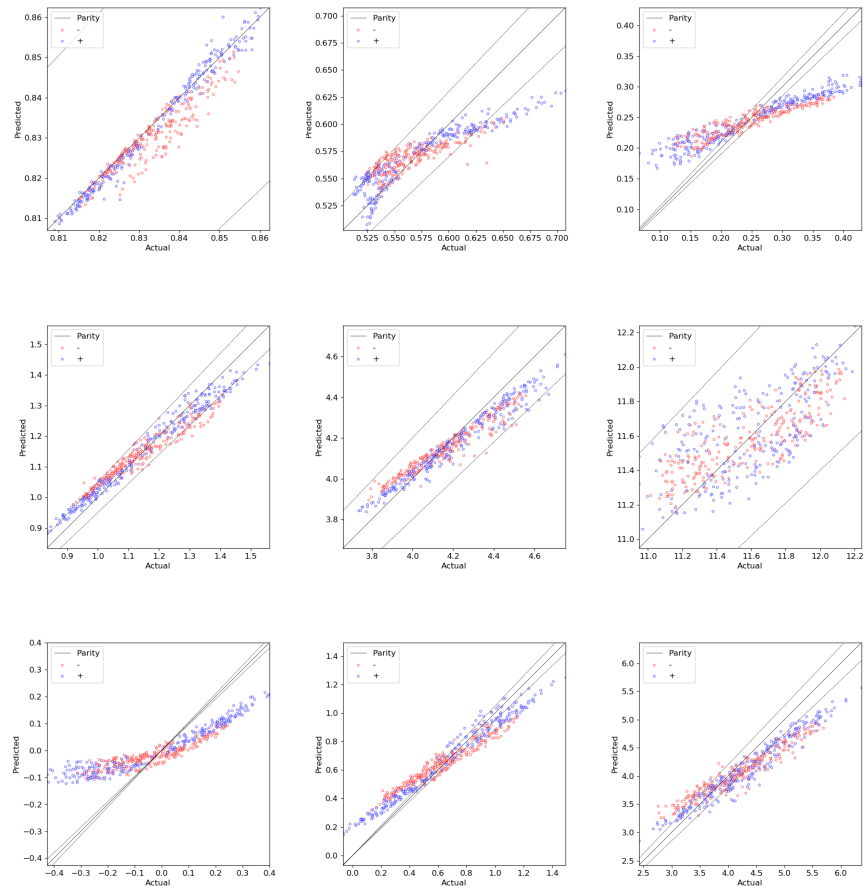 0.86
0.85
0.84
0.83
0.82
0.81
0.81 0.82 0.83 0.84 0.85 0.86
Predicted
Actual
Parity
-
+
0.700
0.675
0.650
0.625
0.600
0.575
0.550
0.525
0.525 0.550 0.575 0.600 0.625 0.650 0.675 0.700
Predicted
Actual
Parity
-
+
0.40
0.35
0.30
0.25
0.20
0.15
0.10
0.10 0.15 0.20 0.25 0.30 0.35 0.40
Predicted
Actual
Parity
-
+
1.5
1.4
1.3
1.2
1.1
1.0
0.9
0.9 1.0 1.1 1.2 1.3 1.4 1.5
Predicted
Actual
Parity
-
+
4.6
4.4
4.2
4.0
3.8
3.8 4.0 4.2 4.4 4.6
Predicted
Actual
Parity
-
+
12.2
12.0
11.8
11.6
11.4
11.2
11.0
11.0 11.2 11.4 11.6 11.8 12.0 12.2
Predicted
Actual
Parity
-
+
0.4
0.3
0.2
0.1
0.0
−0.1
−0.2
−0.3
−0.4
−0.4 −0.3 −0.2 −0.1 0.0 0.1 0.2 0.3 0.4
Predicted
Actual
Parity
-
+
1.4
1.2
1.0
0.8
0.6
0.4
0.2
0.0
0.0 0.2 0.4 0.6 0.8 1.0 1.2 1.4
Predicted
Actual
Parity
-
+
6.0
5.5
5.0
4.5
4.0
3.5
3.0
2.5
2.5 3.0 3.5 4.0 4.5 5.0 5.5 6.0
Predicted
Actual
Parity
-
+